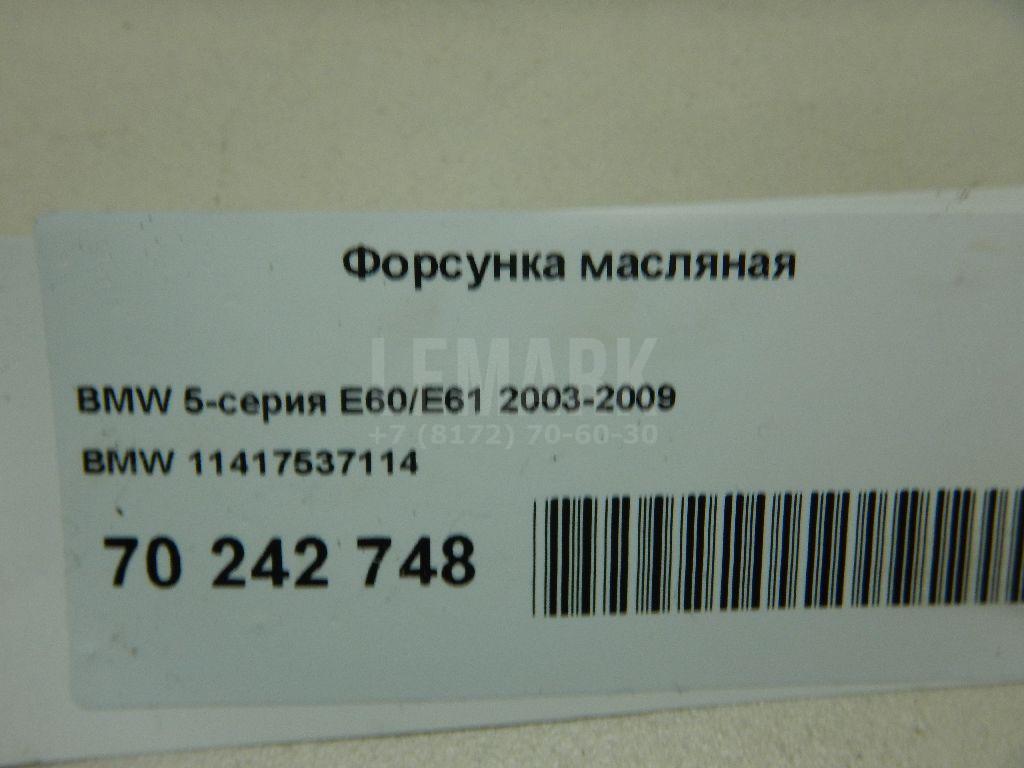 Форсунка масляная
LEMARK
BMW 5-серия E60/E61 2003-2009
+7 (8172) 70-60-30
BMW 11417537114
70 242 748